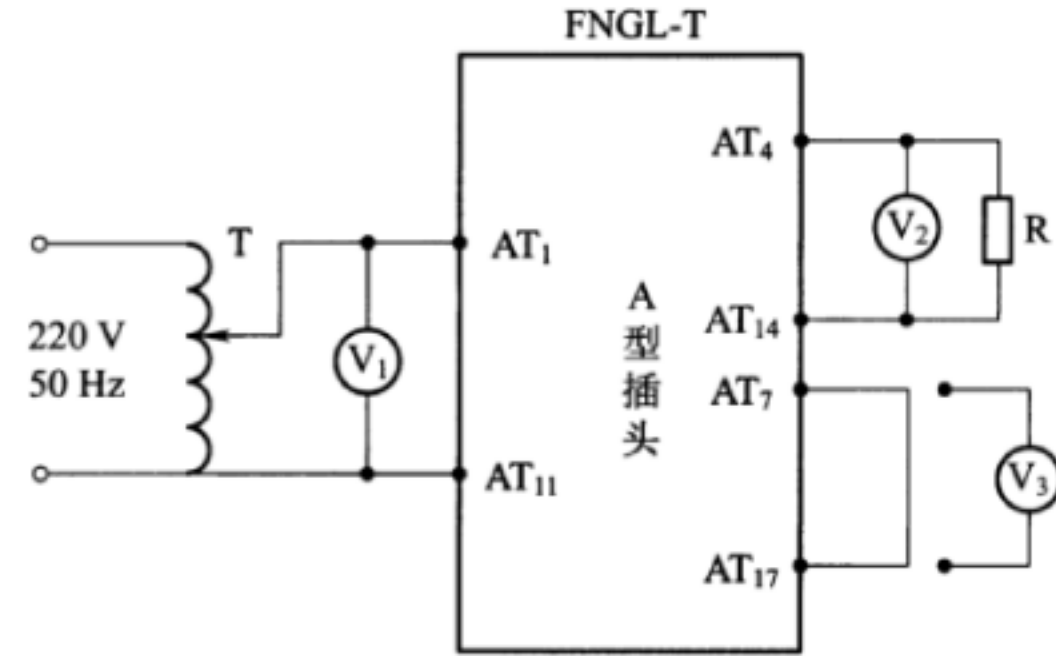 FNGL-T
AT₄
T
AT₁
V₂
R
A
型
插
头
220 V
50 Hz
V₁
AT₁₄
AT₇
AT₁₁
V₃
AT₁₇